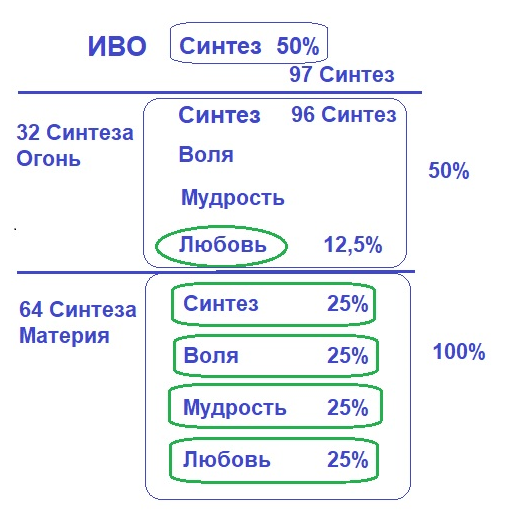 ИВО Синтез 50%
97 Синтез
32 Синтеза Огонь
Синтез 96 Синтез
Воля
Мудрость
Любовь 12,5%
50%
64 Синтеза Материя
Синтез 25%
Воля 25%
Мудрость 25%
Любовь 25%
100%